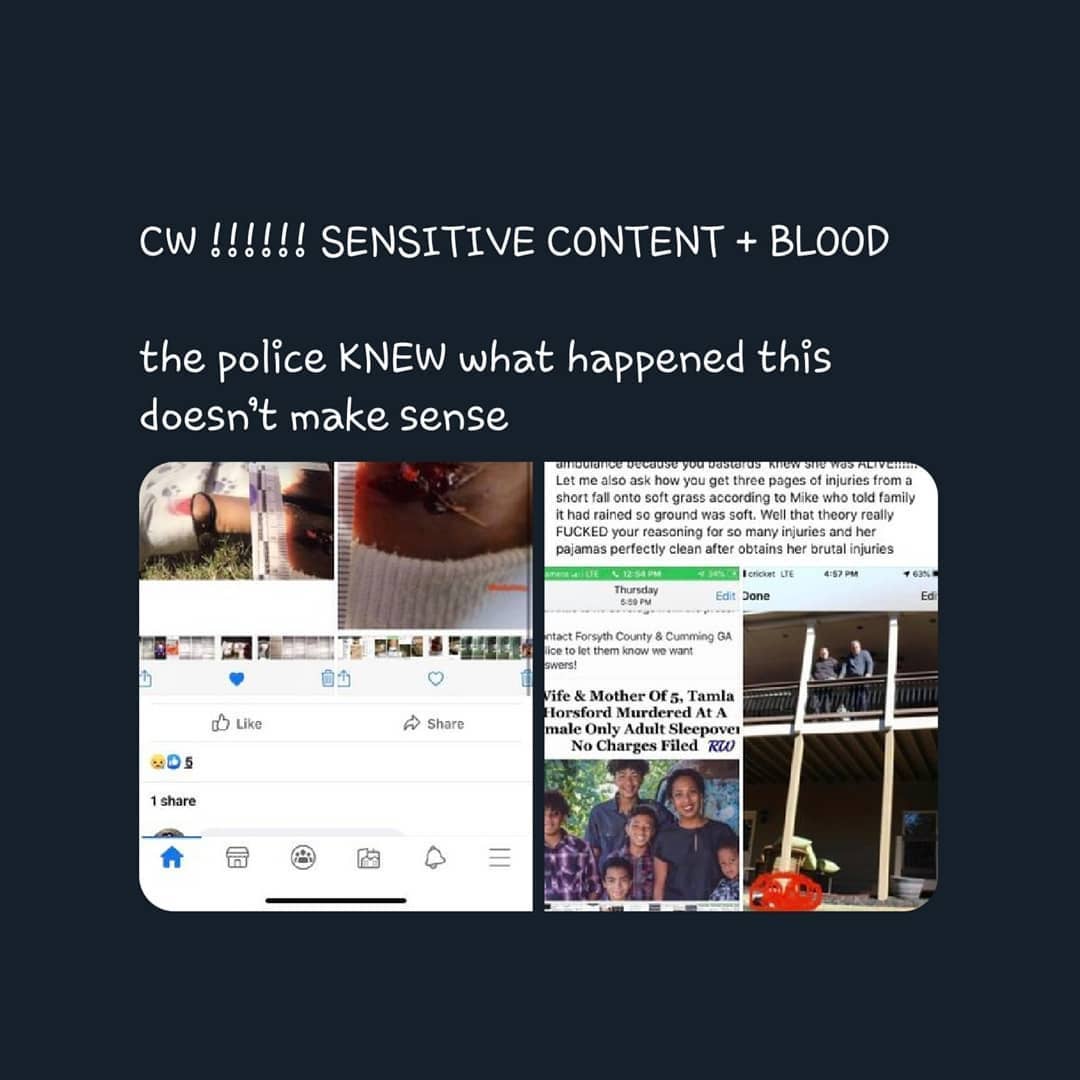 CW !!!!!! SENSITIVE CONTENT + BLOOD
the police KNEW what happened this
doesn't make sense
Like
Share
5
1 share
ambulance because you bastards knew she was ALIVE!!!!!.
Let me also ask how you get three pages of injuries from a
short fall onto soft grass according to Mike who told family
it had rained so ground was soft. Well that theory really
FUCKED your reasoning for so many injuries and her
pajamas perfectly clean after obtains her brutal injuries
LTE 12:54 PM
Thursday
5:59 PM
Edit
ntact Forsyth County & Cumming GA
lice to let them know we want
swers!
Vife & Mother Of 5, Tamla
Horsford Murdered At A
male Only Adult Sleepover
No Charges Filed RW
cricket LTE 4:57 PM 63%
Done
Edi